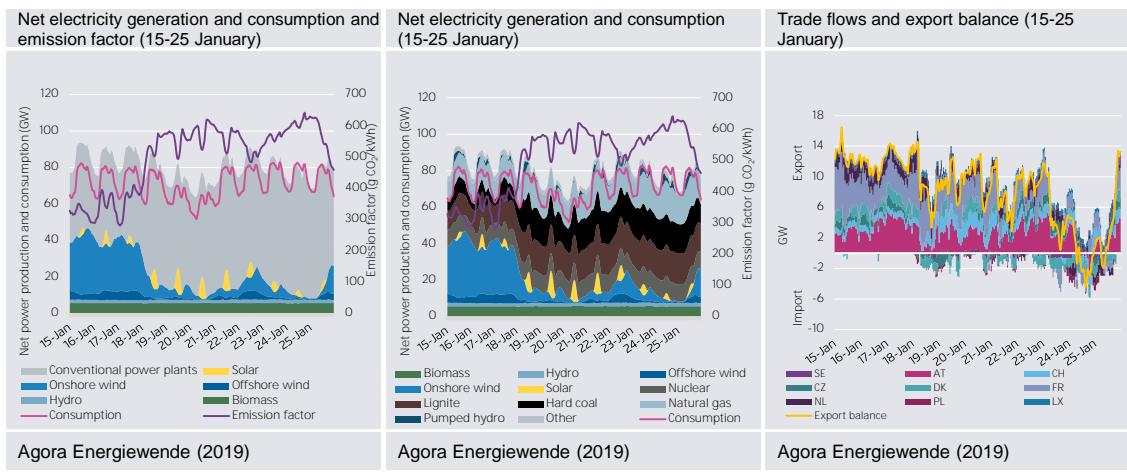 Net electricity generation and consumption and
emission factor (15-25 January)
Net power production and consumption (GW)
120
100
80
60
40
20
0
700
600
500
400
300
200
100
0
Emission factor (g CO2/kWh)
15-Jan
16-Jan
17-Jan
18-Jan
19-Jan
20-Jan
21-Jan
22-Jan
23-Jan
24-Jan
25-Jan
Conventional power plants
Solar
Onshore wind
Offshore wind
Hydro
Biomass
Consumption
Emission factor
Agora Energiewende (2019)
Net electricity generation and consumption
(15-25 January)
Net power production and consumption (GW)
120
100
80
60
40
20
0
700
600
500
400
300
200
100
0
Emission factor (g CO2/kWh)
15-Jan
16-Jan
17-Jan
18-Jan
19-Jan
20-Jan
21-Jan
22-Jan
23-Jan
24-Jan
25-Jan
Biomass
Hydro
Offshore wind
Onshore wind
Solar
Nuclear
Lignite
Hard coal
Natural gas
Pumped hydro
Other
Consumption
Agora Energiewende (2019)
Trade flows and export balance (15-25
January)
Export
GW
Import
18
14
10
6
2
-2
-6
-10
15-Jan
16-Jan
17-Jan
18-Jan
19-Jan
20-Jan
21-Jan
22-Jan
23-Jan
24-Jan
25-Jan
SE
AT
CH
CZ
DK
FR
NL
PL
LX
Export balance
Agora Energiewende (2019)